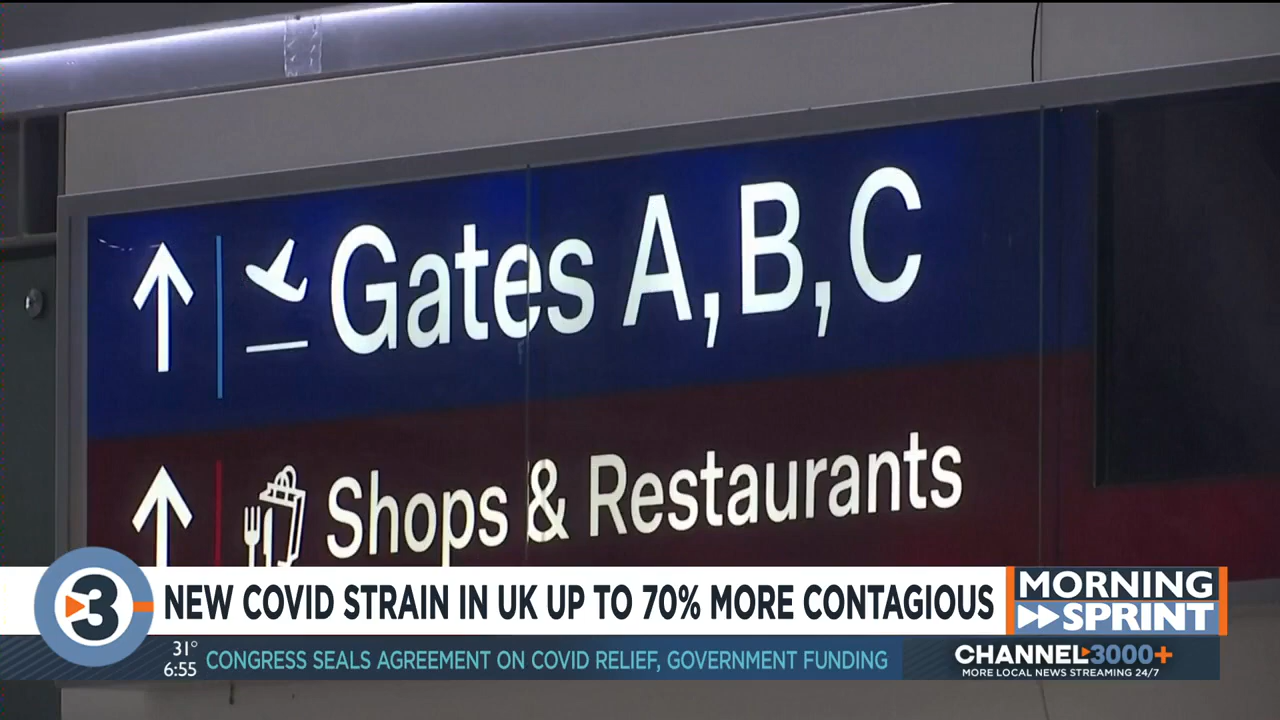 Gates A, B, C
Shops & Restaurants
3
NEW COVID STRAIN IN UK UP TO 70% MORE CONTAGIOUS
MORNING
SPRINT
31°
6:55
CONGRESS SEALS AGREEMENT ON COVID RELIEF, GOVERNMENT FUNDING
CHANNEL3000+
MORE LOCAL NEWS STREAMING 24/7